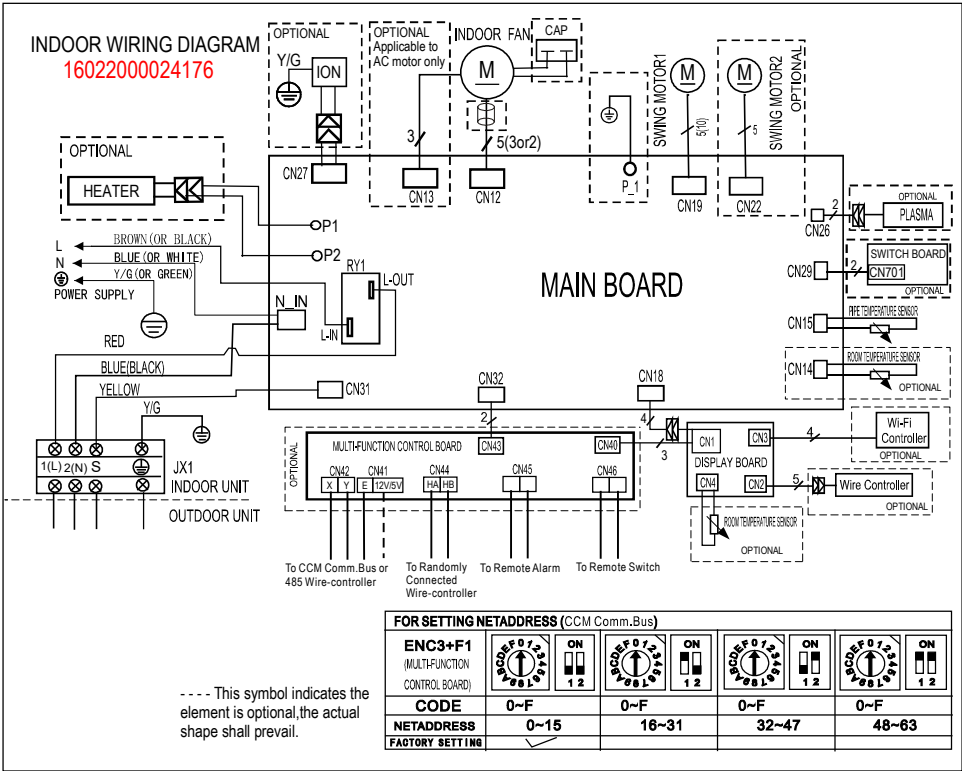 INDOOR WIRING DIAGRAM
16022000024176
OPTIONAL
Y/G
ION
CN27
OPTIONAL
Applicable to
AC motor only
INDOOR FAN
CAP
M
3
5(3or2)
CN13
CN12
P_1
SWING MOTOR1
M
5(10)
CN19
SWING MOTOR2
OPTIONAL
M
5
CN22
OPTIONAL
HEATER
P1
P2
L
BROWN(OR BLACK)
N
BLUE(OR WHITE)
Y/G(OR GREEN)
POWER SUPPLY
RY1
L-OUT
L-IN
N_IN
MAIN BOARD
CN26
2
OPTIONAL
PLASMA
CN29
2
SWITCH BOARD
CN701
OPTIONAL
CN15
PIPE TEMPERATURE SENSOR
CN14
ROOM TEMPERATURE SENSOR
OPTIONAL
RED
BLUE(BLACK)
YELLOW
Y/G
CN31
CN32
2
CN18
4
1(L) 2(N) S
JX1
INDOOR UNIT
OUTDOOR UNIT
OPTIONAL
MULTI-FUNCTION CONTROL BOARD
CN43
CN40
3
CN42
CN41
CN44
CN45
CN46
X Y
E 12V/5V
HA HB
CN1
CN3
DISPLAY BOARD
CN4
CN2
4
Wi-Fi
Controller
OPTIONAL
5
Wire Controller
OPTIONAL
ROOM TEMPERATURE SENSOR
OPTIONAL
To CCM Comm.Bus or
485 Wire-controller
To Randomly
Connected
Wire-controller
To Remote Alarm
To Remote Switch
FOR SETTING NETADDRESS (CCM Comm.Bus)
ENC3+F1
(MULTI-FUNCTION
CONTROL BOARD)
0123456789ABCDEF ON 1 2
0123456789ABCDEF ON 1 2
0123456789ABCDEF ON 1 2
0123456789ABCDEF ON 1 2
CODE 0~F 0~F 0~F 0~F
NETADDRESS 0~15 16~31 32~47 48~63
FACTORY SETTING
- - - - This symbol indicates the
element is optional,the actual
shape shall prevail.